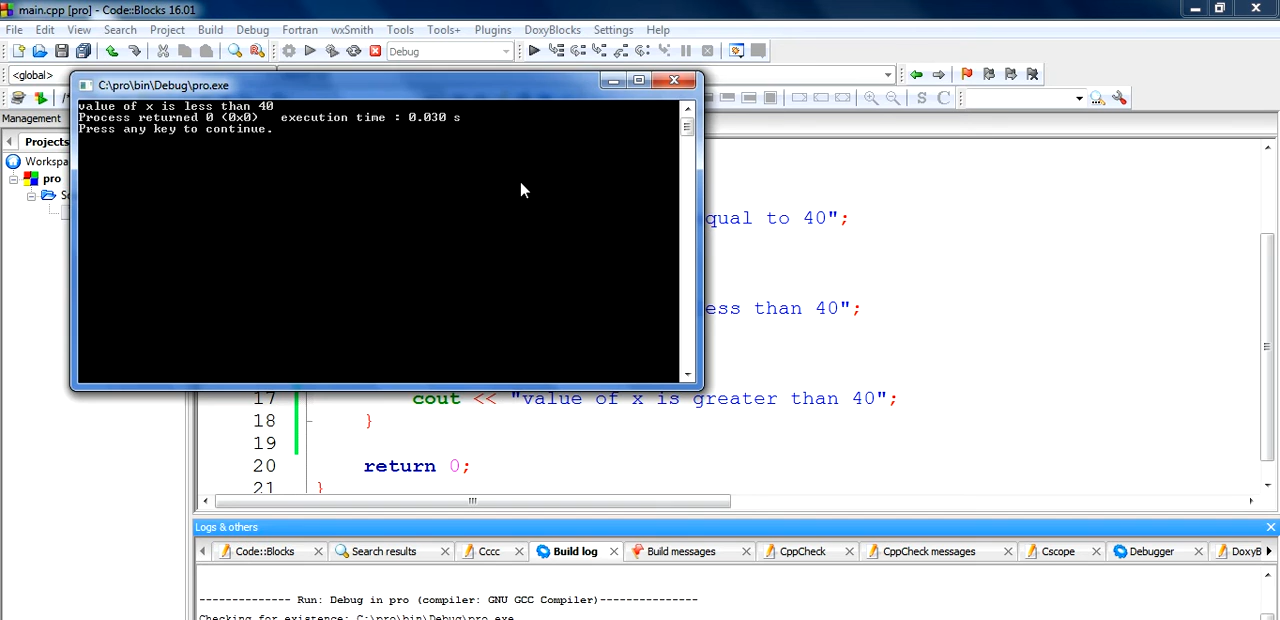 main.cpp [pro] - Code::Blocks 16.01
File Edit View Search Project Build Debug Fortran wxSmith Tools Tools+ Plugins DoxyBlocks Settings Help
Debug
<global>
C:\pro\bin\Debug\pro.exe
S C
value of x is less than 40
Process returned 0 (0x0)   execution time : 0.030 s
Press any key to continue.
Management
Projects
Workspa
pro
So
qual to 40";
ess than 40";
17 cout << "value of x is greater than 40";
18 }
19
20 return 0;
21 }
Logs & others
Code::Blocks Search results Cccc Build log Build messages CppCheck CppCheck messages Cscope Debugger DoxyB
-------------- Run: Debug in pro (compiler: GNU GCC Compiler)---------------
Checking for existence: C:\pro\bin\Debug\pro.exe